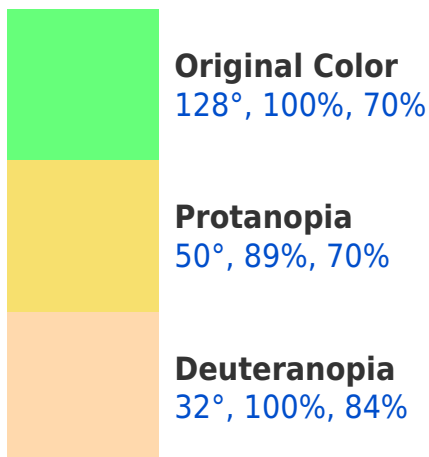 Original Color
128°, 100%, 70%
Protanopia
50°, 89%, 70%
Deuteranopia
32°, 100%, 84%